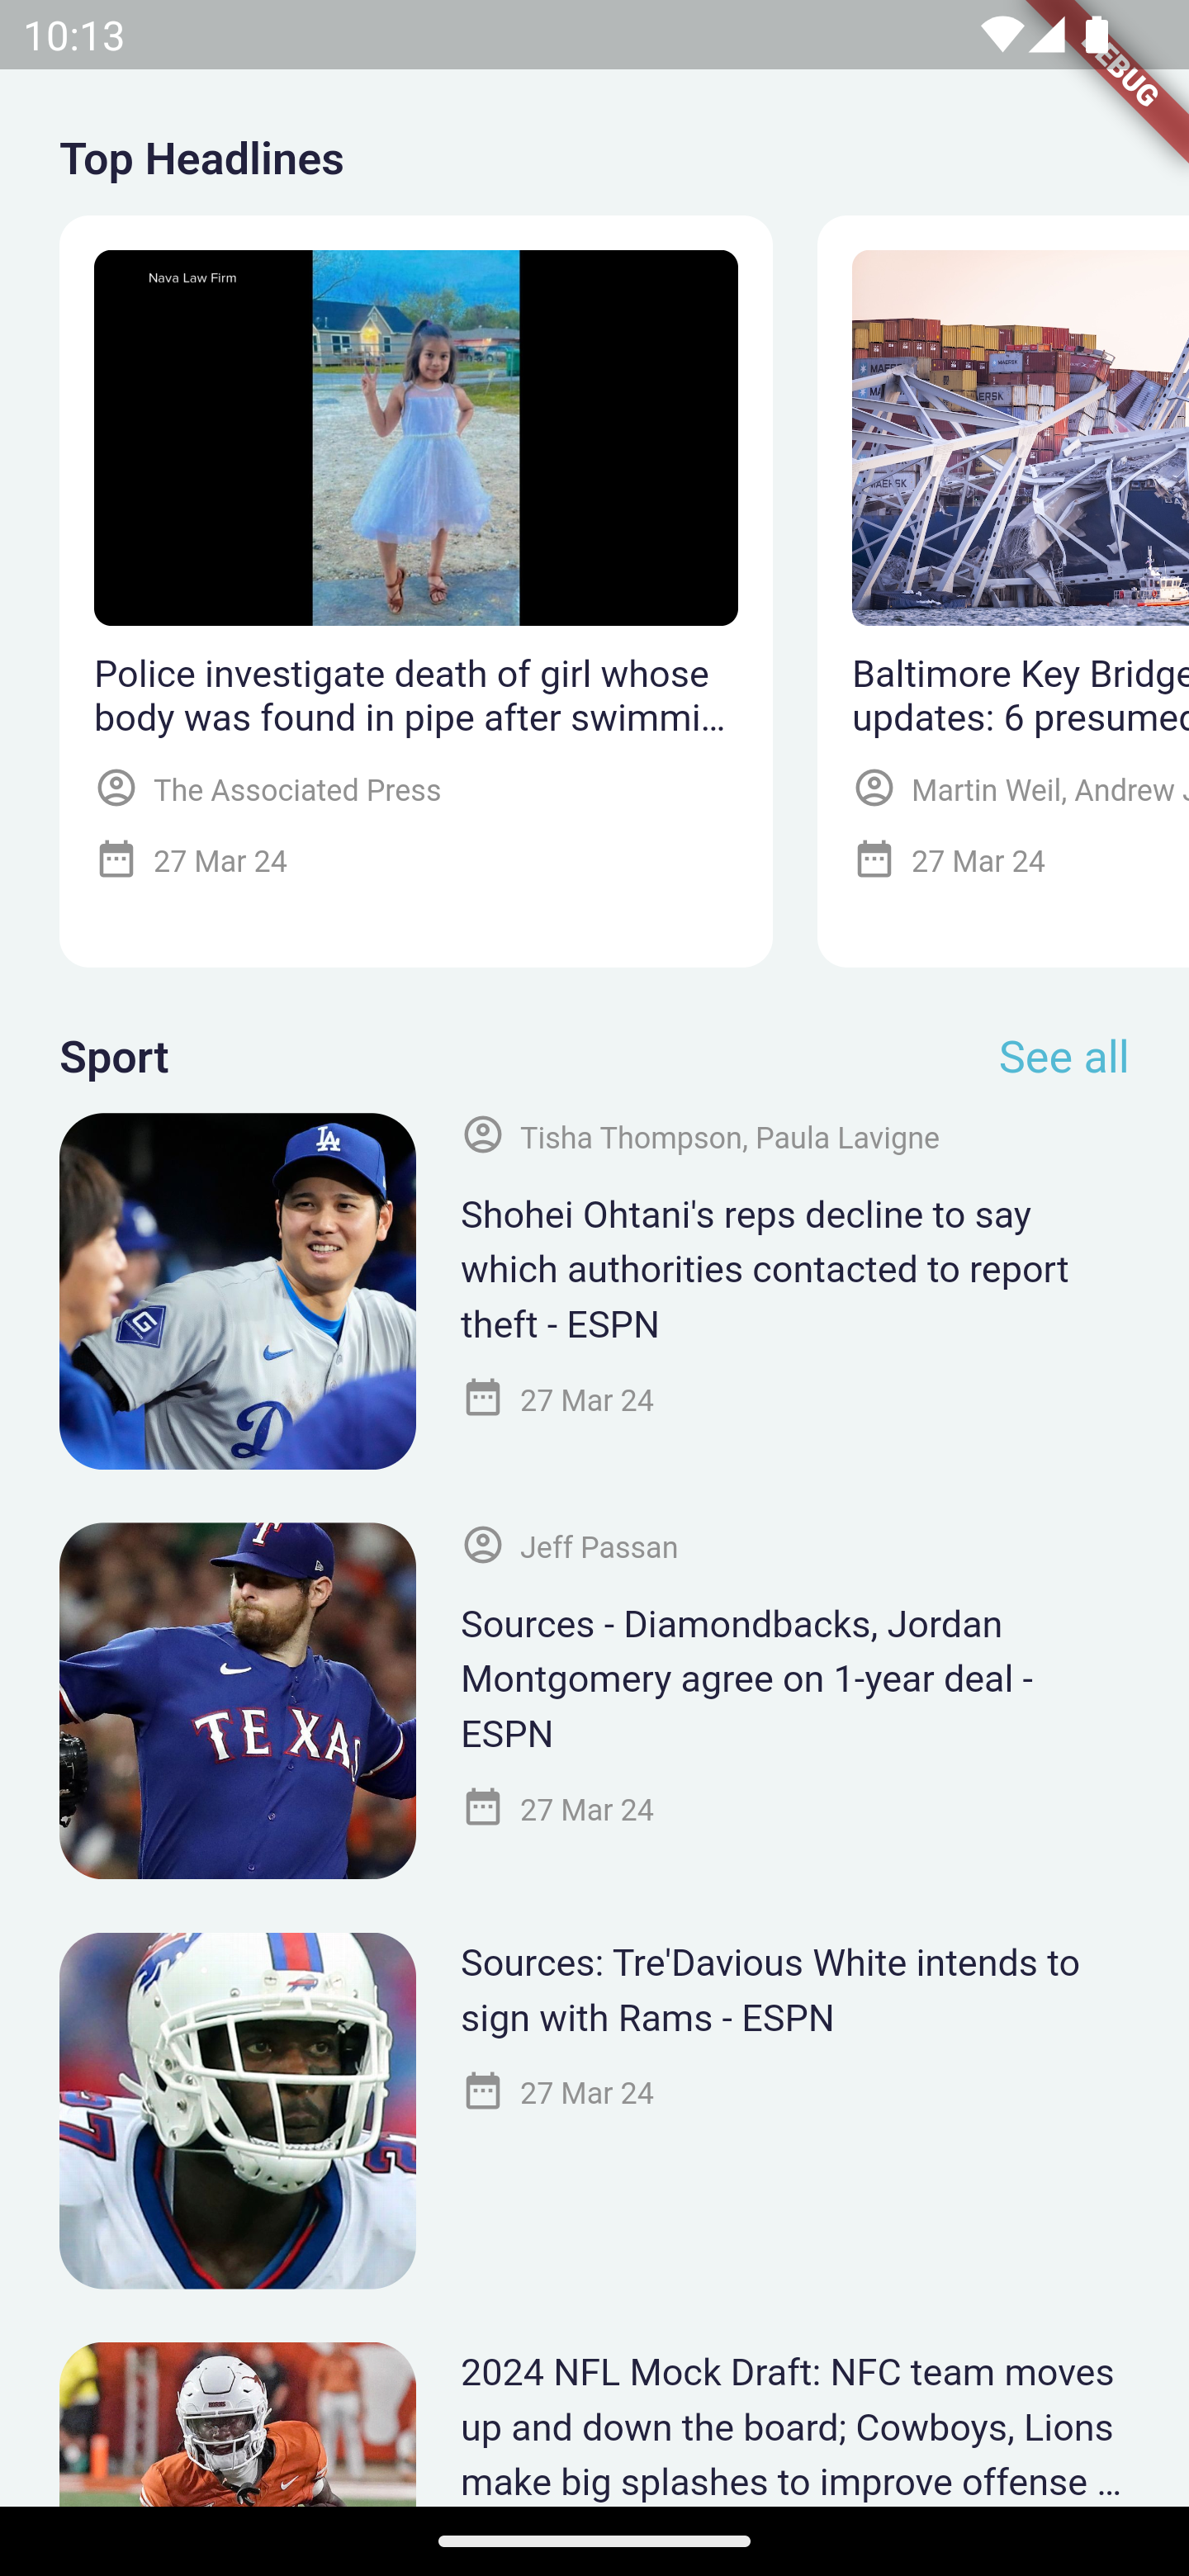 10:13
DEBUG
Top Headlines
Nava Law Firm
MAERSK
Police investigate death of girl whose
body was found in pipe after swimmi...
The Associated Press
27 Mar 24
Baltimore Key Bridge
updates: 6 presumed
Martin Weil, Andrew J
27 Mar 24
Sport
See all
LA
G
D
Tisha Thompson, Paula Lavigne
Shohei Ohtani's reps decline to say
which authorities contacted to report
theft - ESPN
27 Mar 24
T
TEXAS
Jeff Passan
Sources - Diamondbacks, Jordan
Montgomery agree on 1-year deal -
ESPN
27 Mar 24
Sources: Tre'Davious White intends to
sign with Rams - ESPN
27 Mar 24
27
2024 NFL Mock Draft: NFC team moves
up and down the board; Cowboys, Lions
make big splashes to improve offense ...